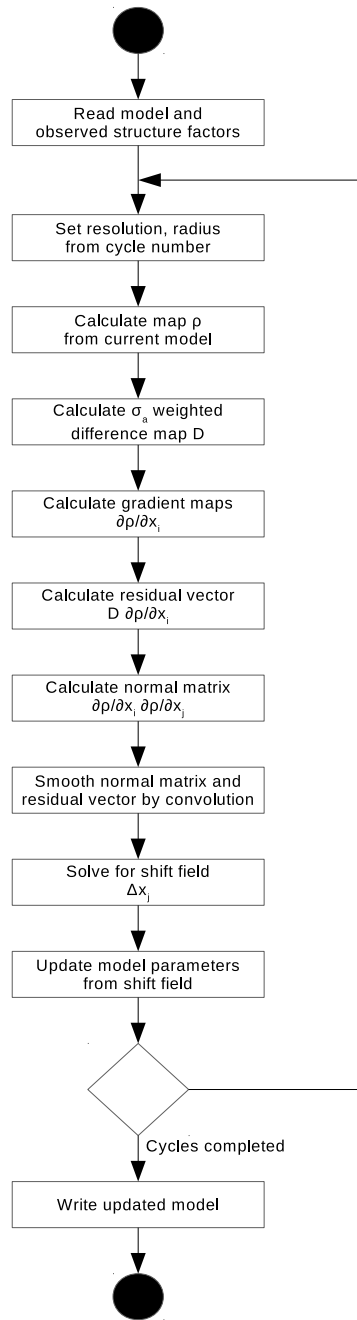 Read model and
observed structure factors
Set resolution, radius
from cycle number
Calculate map ρ
from current model
Calculate σₐ weighted
difference map D
Calculate gradient maps
∂ρ/∂xᵢ
Calculate residual vector
D ∂ρ/∂xᵢ
Calculate normal matrix
∂ρ/∂xᵢ ∂ρ/∂xⱼ
Smooth normal matrix and
residual vector by convolution
Solve for shift field
Δxⱼ
Update model parameters
from shift field
Cycles completed
Write updated model